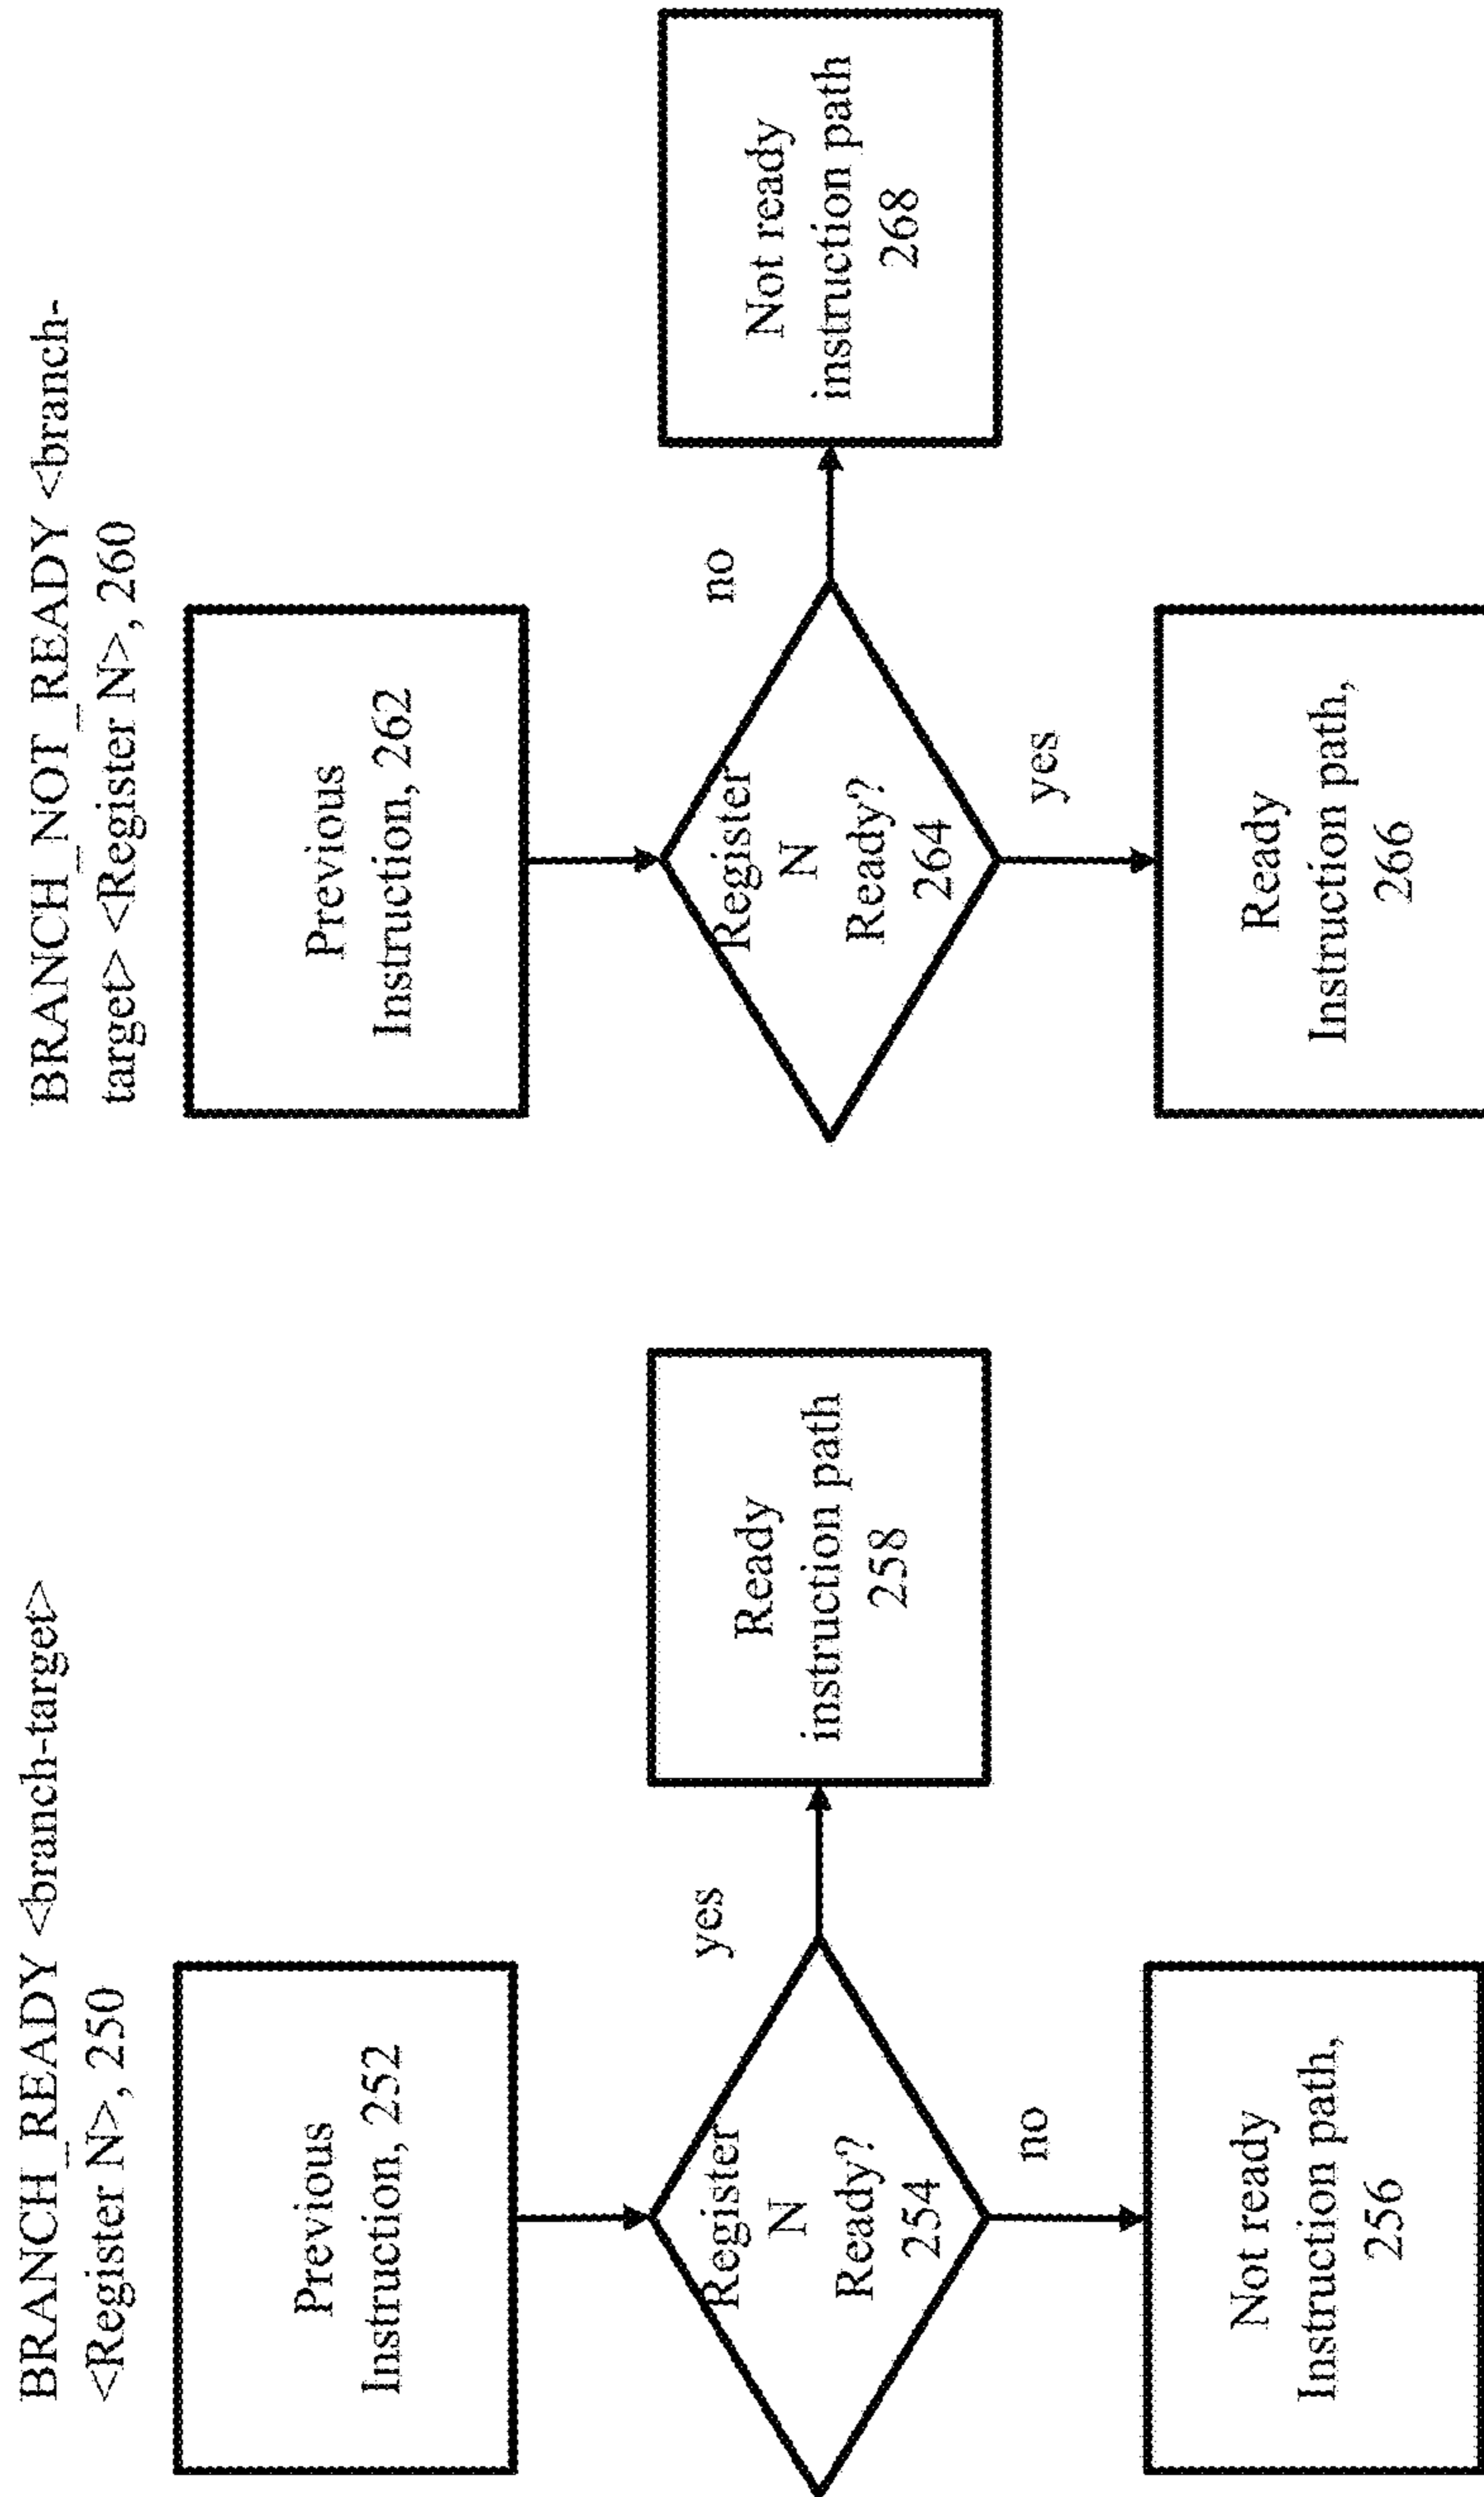 BRANCH_READY <branch-target>
<Register N>, 250
Previous
Instruction, 252
Register
N
Ready?
254
yes
Ready
instruction path
258
no
Not ready
Instruction path,
256
BRANCH_NOT_READY <branch-
target> <Register N>, 260
Previous
Instruction, 262
Register
N
Ready?
264
no
Not ready
instruction path
268
yes
Ready
Instruction path,
266